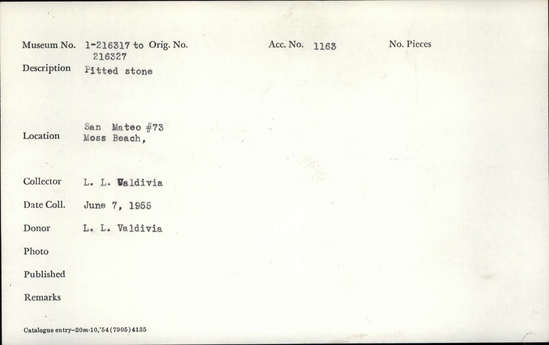 Museum No. 1-216317 to Orig. No. Acc. No. 1163 No. Pieces
216327
Description Pitted stone
San Mateo #73
Location Moss Beach,
Collector L. L. Valdivia
Date Coll. June 7, 1955
Donor L. L. Valdivia
Photo
Published
Remarks
Catalogue entry—20m-10,'54(7905)4135